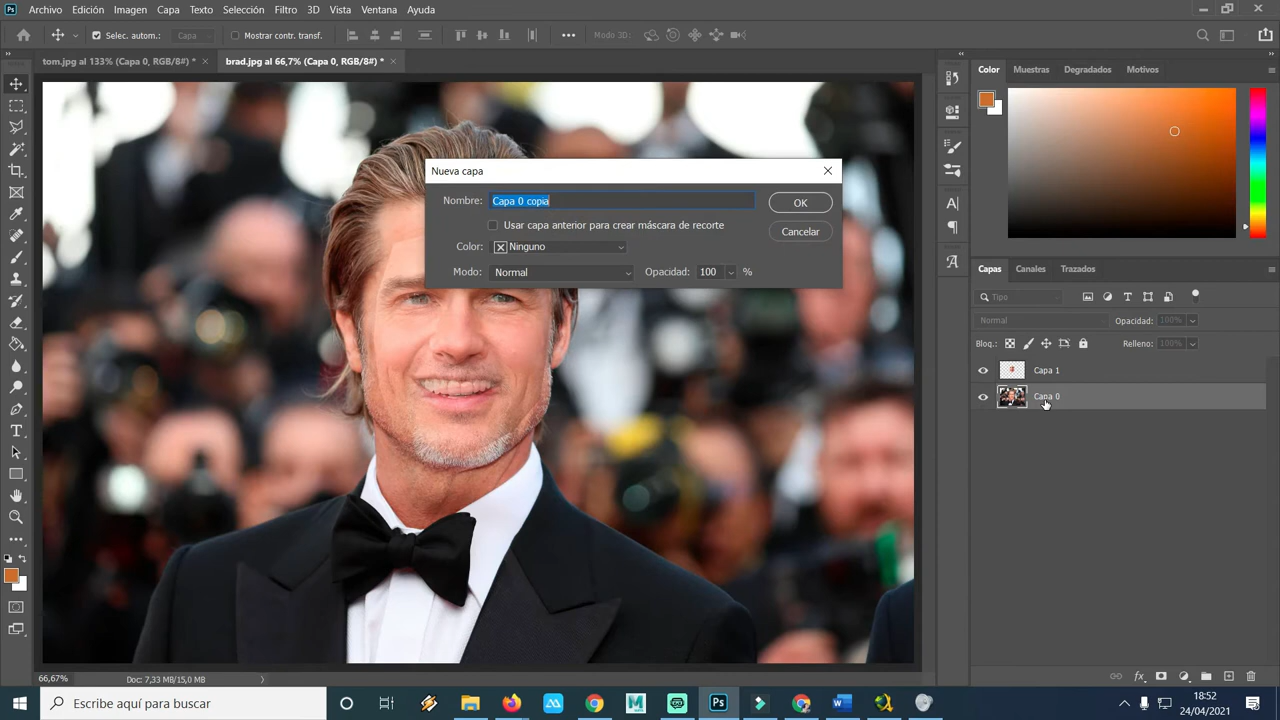 Ps Archivo Edición Imagen Capa Texto Selección Filtro 3D Vista Ventana Ayuda
Selec. autom.: Capa Mostrar contr. transf. Modo 3D:
tom.jpg al 133% (Capa 0, RGB/8#) * × brad.jpg al 66,7% (Capa 0, RGB/8#) * ×
Color Muestras Degradados Motivos
Nueva capa
Nombre: Capa 0 copia OK
Usar capa anterior para crear máscara de recorte Cancelar
Color: Ninguno
Modo: Normal Opacidad: 100 %
Capas Canales Trazados
Tipo
Normal Opacidad: 100%
Bloq.: Relleno: 100%
Capa 1
Capa 0
66,67% Doc: 7,33 MB/15,0 MB
Escribe aquí para buscar
18:52
24/04/2021